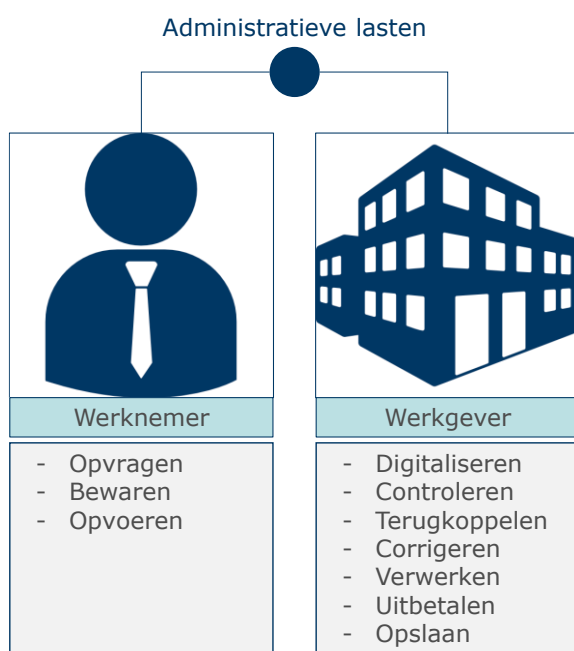 Administratieve lasten
Werknemer
- Opvragen
- Bewaren
- Opvoeren
Werkgever
- Digitaliseren
- Controleren
- Terugkoppelen
- Corrigeren
- Verwerken
- Uitbetalen
- Opslaan